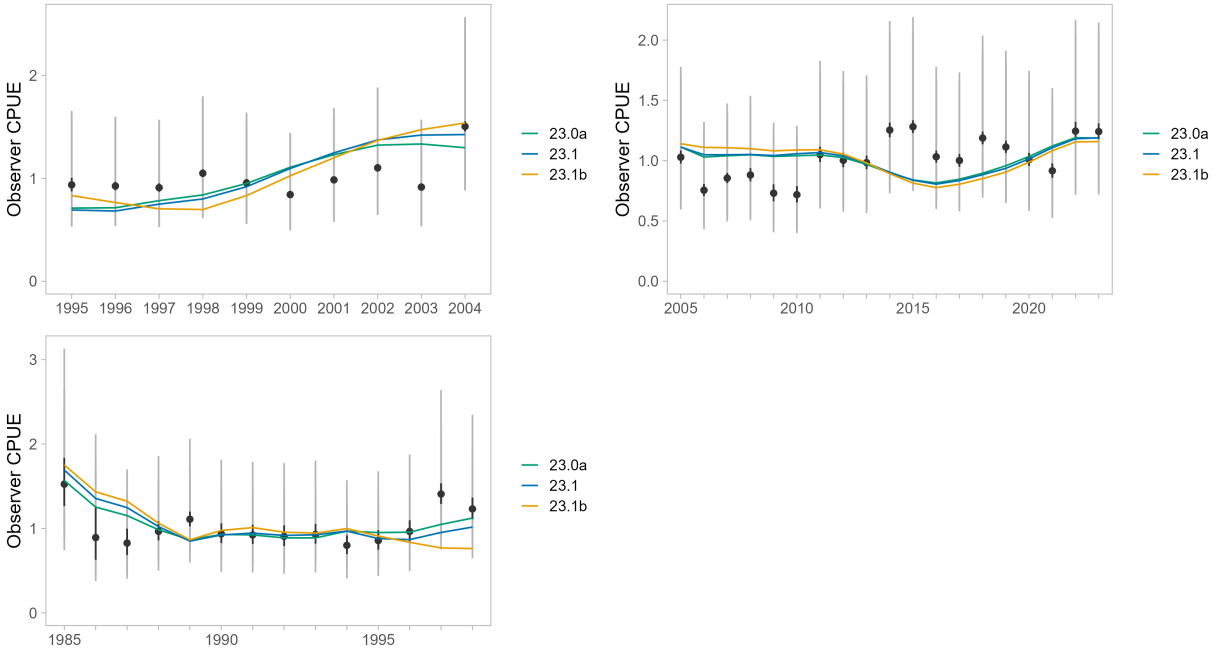 Observer CPUE
2
1
0
1995 1996 1997 1998 1999 2000 2001 2002 2003 2004
23.0a
23.1
23.1b
Observer CPUE
2.0
1.5
1.0
0.5
0.0
2005 2010 2015 2020
23.0a
23.1
23.1b
Observer CPUE
3
2
1
0
1985 1990 1995
23.0a
23.1
23.1b